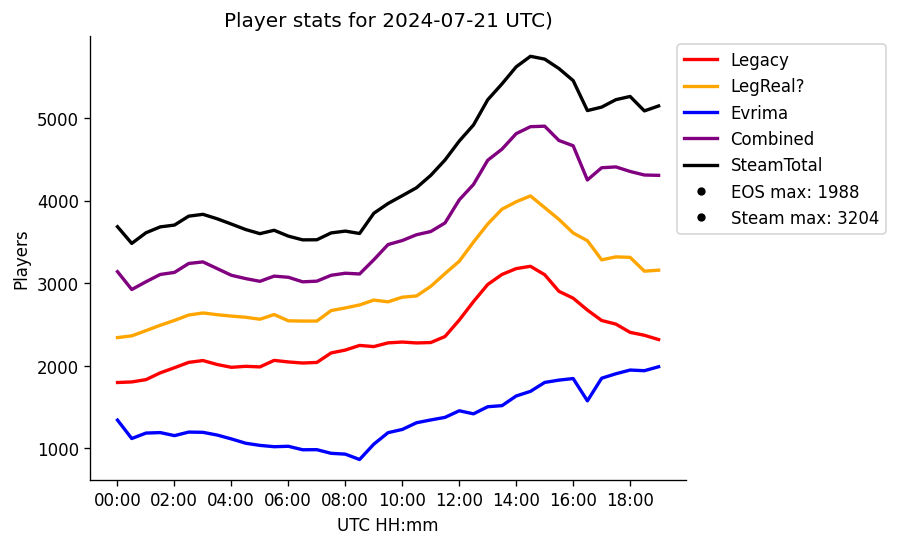 Player stats for 2024-07-21 UTC)
Legacy
LegReal?
Evrima
Combined
SteamTotal
EOS max: 1988
Steam max: 3204
Players
5000
4000
3000
2000
1000
00:00 02:00 04:00 06:00 08:00 10:00 12:00 14:00 16:00 18:00
UTC HH:mm